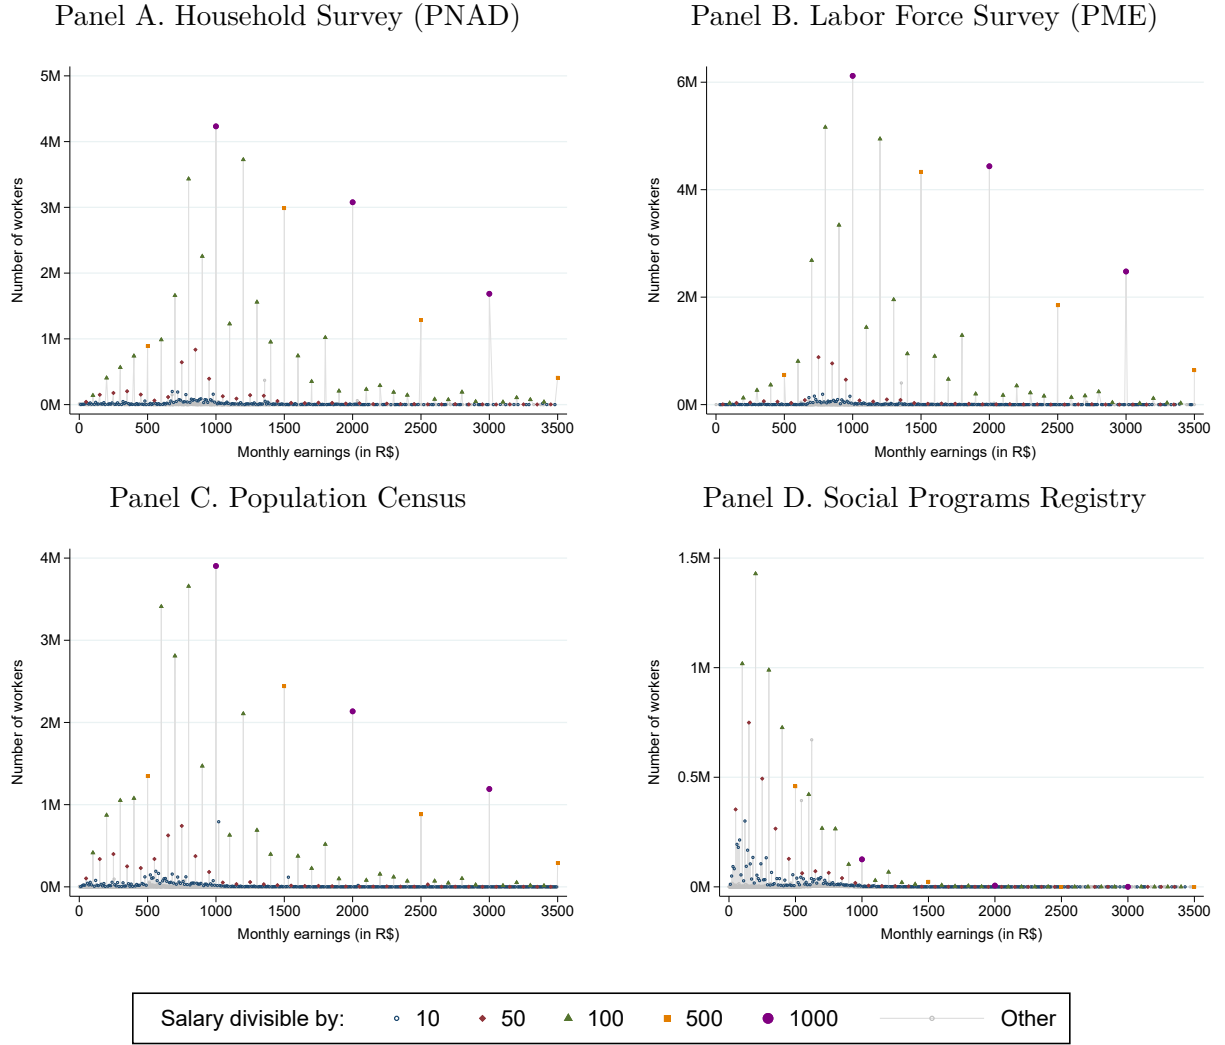 Panel A. Household Survey (PNAD)
Panel B. Labor Force Survey (PME)
5M
4M
3M
2M
1M
0M
Number of workers
0 500 1000 1500 2000 2500 3000 3500
Monthly earnings (in R$)
6M
4M
2M
0M
Number of workers
0 500 1000 1500 2000 2500 3000 3500
Monthly earnings (in R$)
Panel C. Population Census
Panel D. Social Programs Registry
4M
3M
2M
1M
0M
Number of workers
0 500 1000 1500 2000 2500 3000 3500
Monthly earnings (in R$)
1.5M
1M
0.5M
0M
Number of workers
0 500 1000 1500 2000 2500 3000 3500
Monthly earnings (in R$)
Salary divisible by: 10 50 100 500 1000 Other